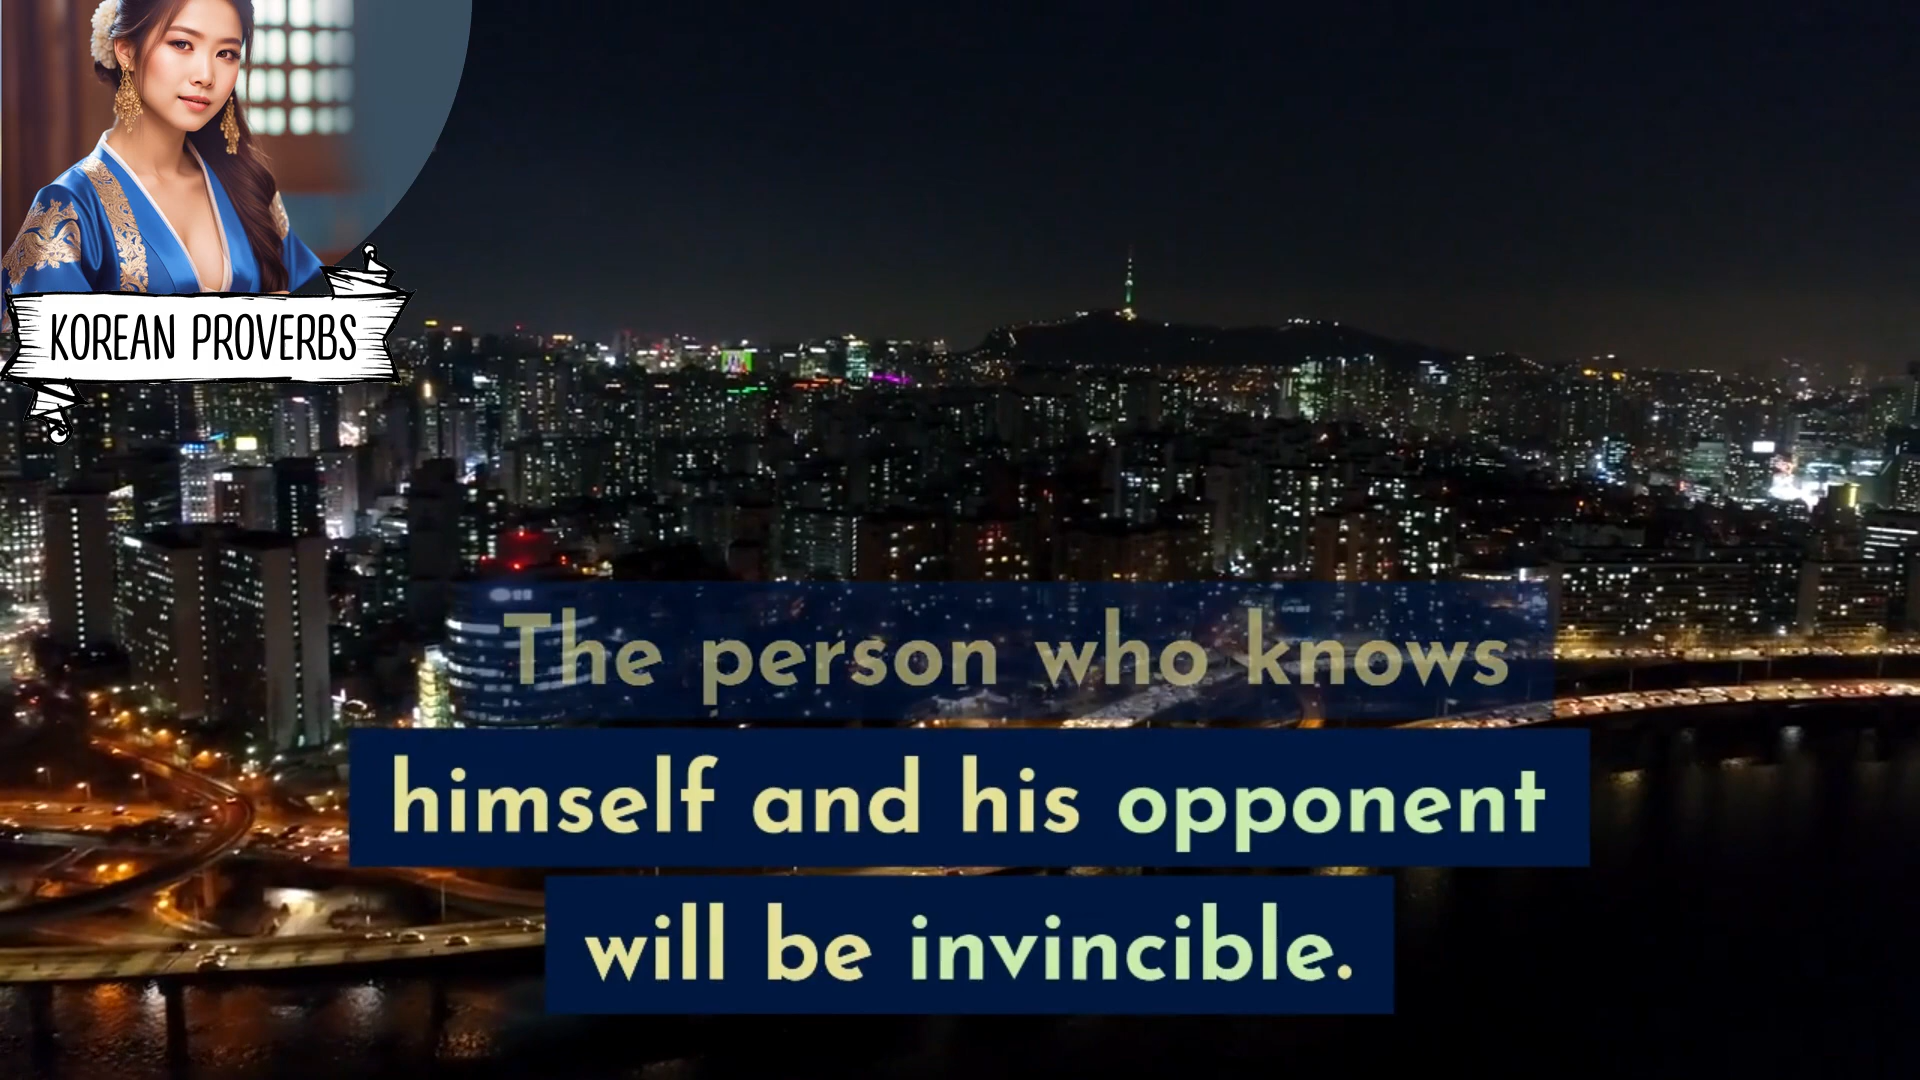 KOREAN PROVERBS
The person who knows
himself and his opponent
will be invincible.